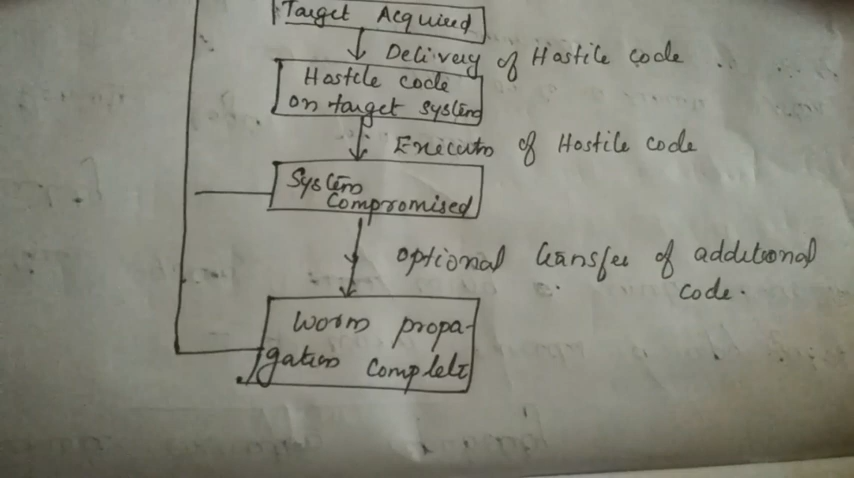 Target Acquired
Delivery of Hostile code
Hostile code
on target system
Execution of Hostile code
System
Compromised
optional transfer of additional
code.
Worm propa-
gation complete